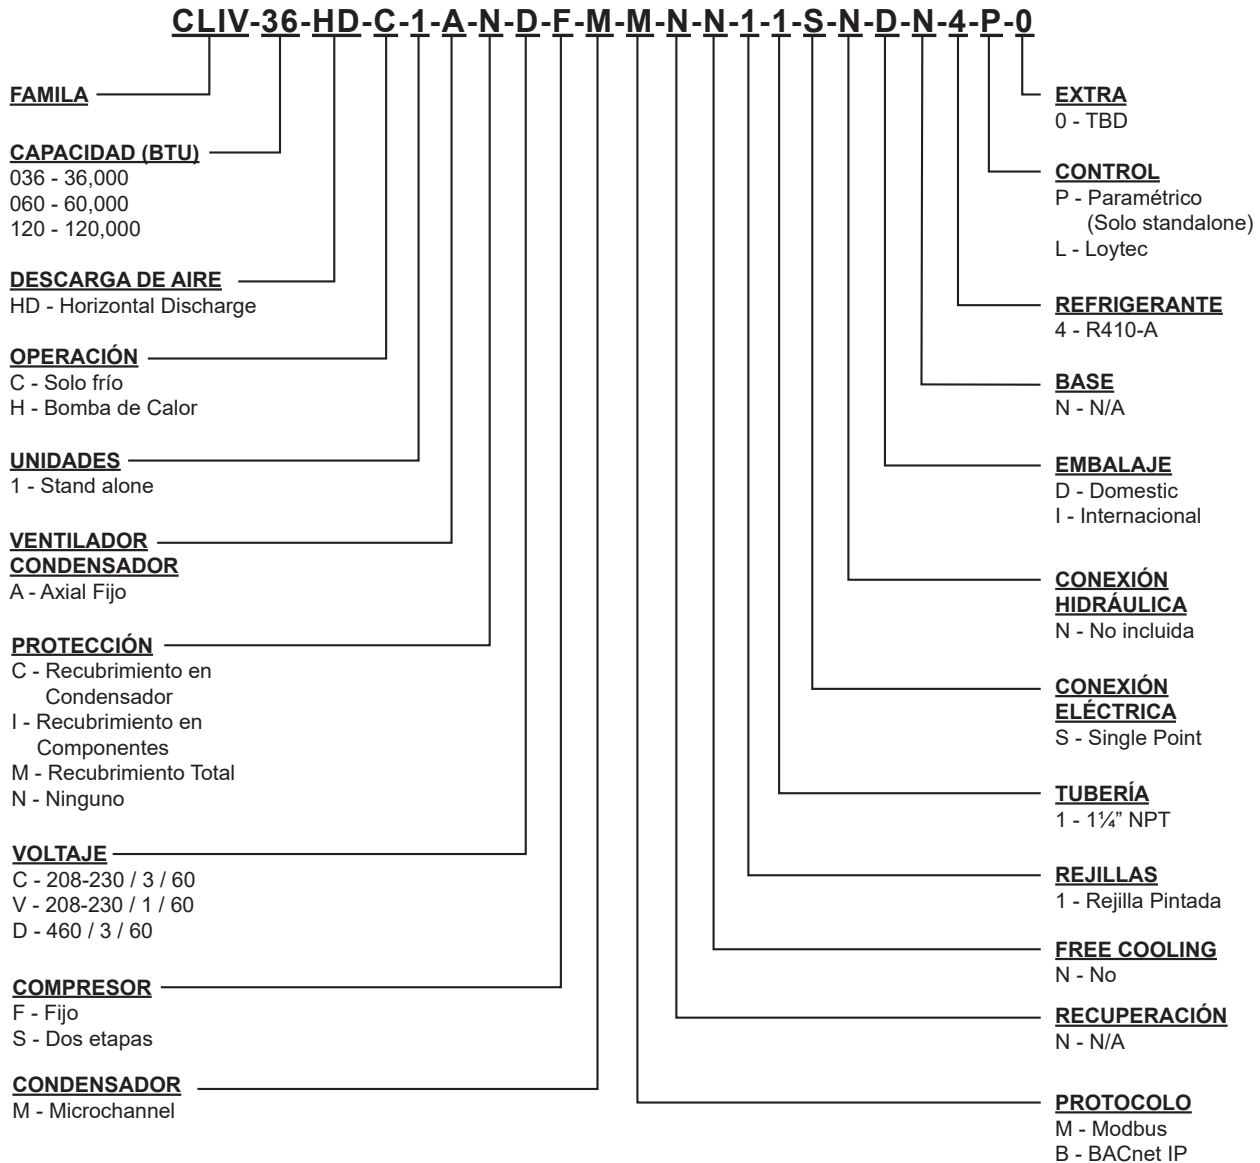 CLIV-36-HD-C-1-A-N-D-F-M-M-N-N-1-1-S-N-D-N-4-P-0
FAMILA
CAPACIDAD (BTU)
036 - 36,000
060 - 60,000
120 - 120,000
DESCARGA DE AIRE
HD - Horizontal Discharge
OPERACIÓN
C - Solo frío
H - Bomba de Calor
UNIDADES
1 - Stand alone
VENTILADOR
CONDENSADOR
A - Axial Fijo
PROTECCIÓN
C - Recubrimiento en
Condensador
I - Recubrimiento en
Componentes
M - Recubrimiento Total
N - Ninguno
VOLTAJE
C - 208-230 / 3 / 60
V - 208-230 / 1 / 60
D - 460 / 3 / 60
COMPRESOR
F - Fijo
S - Dos etapas
CONDENSADOR
M - Microchannel
EXTRA
0 - TBD
CONTROL
P - Paramétrico
(Solo standalone)
L - Loytec
REFRIGERANTE
4 - R410-A
BASE
N - N/A
EMBALAJE
D - Domestic
I - Internacional
CONEXIÓN
HIDRÁULICA
N - No incluida
CONEXIÓN
ELÉCTRICA
S - Single Point
TUBERÍA
1 - 1¼” NPT
REJILLAS
1 - Rejilla Pintada
FREE COOLING
N - No
RECUPERACIÓN
N - N/A
PROTOCOLO
M - Modbus
B - BACnet IP